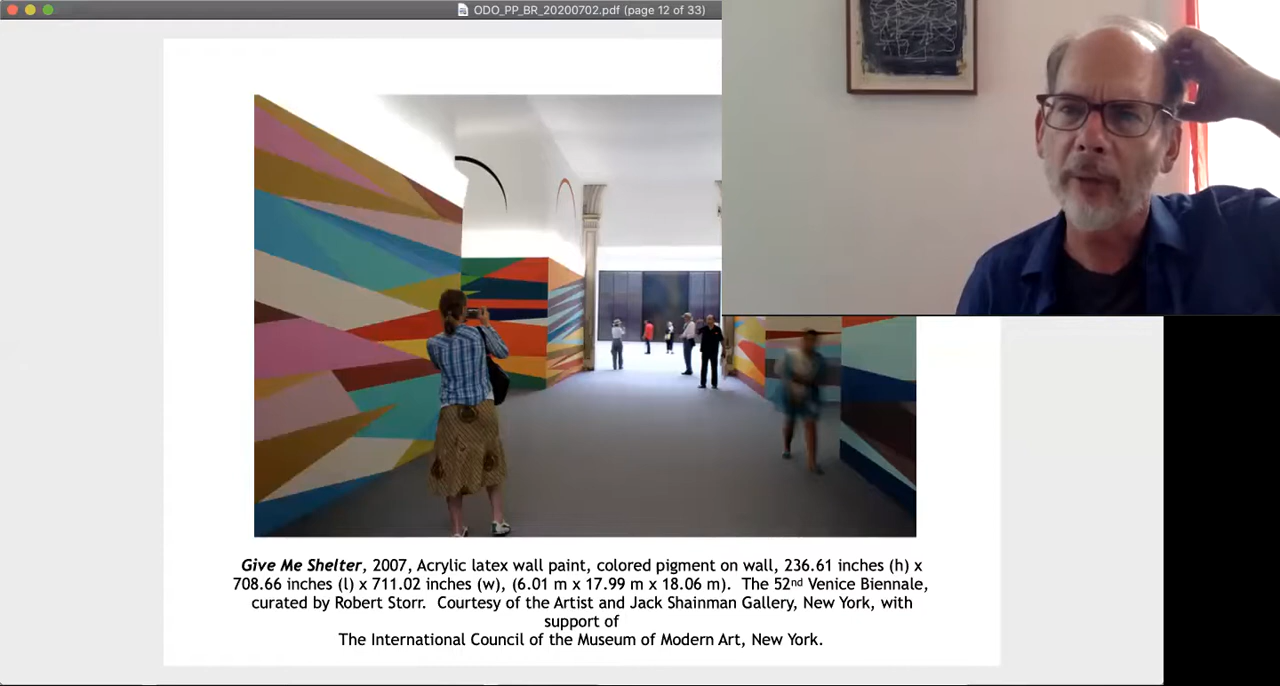 ODO_PP_BR_20200702.pdf (page 12 of 33)
Give Me Shelter, 2007, Acrylic latex wall paint, colored pigment on wall, 236.61 inches (h) x
708.66 inches (l) x 711.02 inches (w), (6.01 m x 17.99 m x 18.06 m). The 52nd Venice Biennale,
curated by Robert Storr. Courtesy of the Artist and Jack Shainman Gallery, New York, with
support of
The International Council of the Museum of Modern Art, New York.